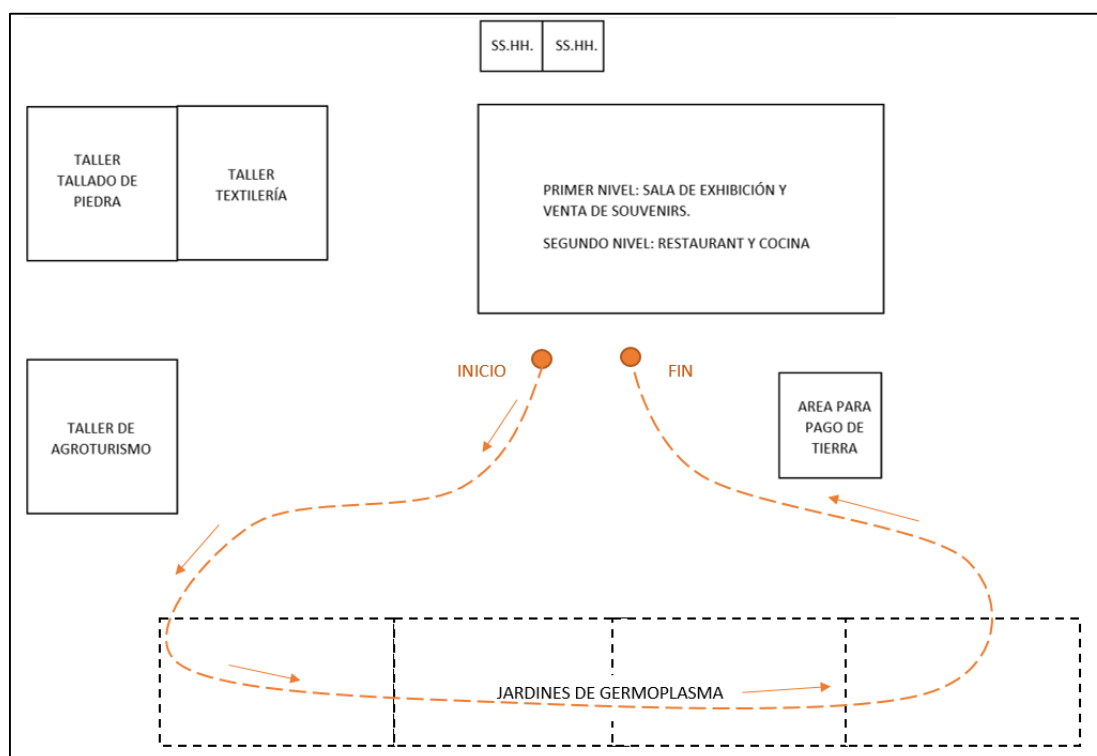 SS.HH.
SS.HH.
TALLER
TALLADO DE
PIEDRA
TALLER
TEXTILERÍA
PRIMER NIVEL: SALA DE EXHIBICIÓN Y
VENTA DE SOUVENIRS.
SEGUNDO NIVEL: RESTAURANT Y COCINA
INICIO
FIN
TALLER DE
AGROTURISMO
AREA PARA
PAGO DE
TIERRA
JARDINES DE GERMOPLASMA